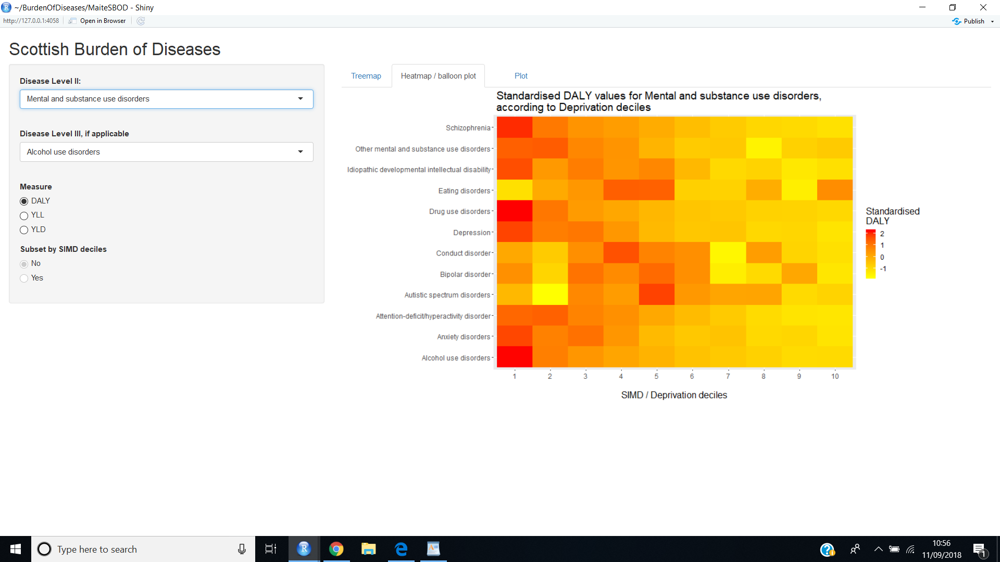 ~/BurdenOfDiseases/MaiteSBOD - Shiny
http://127.0.0.1:4058
Open in Browser
Publish
Scottish Burden of Diseases
Disease Level II:
Mental and substance use disorders
Disease Level III, if applicable
Alcohol use disorders
Measure
DALY
YLL
YLD
Subset by SIMD deciles
No
Yes
Treemap
Heatmap / balloon plot
Plot
Standardised DALY values for Mental and substance use disorders,
according to Deprivation deciles
Schizophrenia
Other mental and substance use disorders
Idiopathic developmental intellectual disability
Eating disorders
Drug use disorders
Depression
Conduct disorder
Bipolar disorder
Autistic spectrum disorders
Attention-deficit/hyperactivity disorder
Anxiety disorders
Alcohol use disorders
1 2 3 4 5 6 7 8 9 10
SIMD / Deprivation deciles
Standardised
DALY
2
1
0
-1
Type here to search
R
10:56
11/09/2018
1